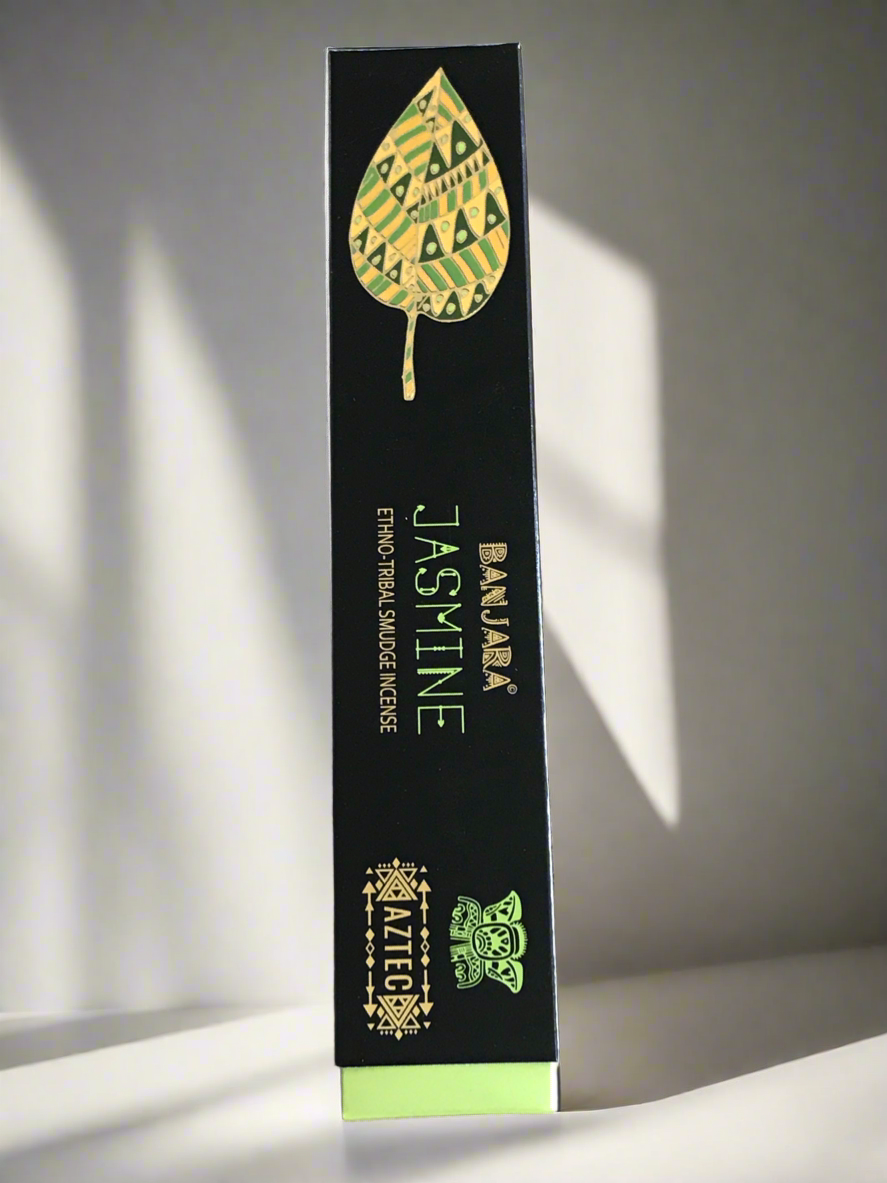 BANJARA©
JASMINE
ETHNO-TRIBAL SMUDGE INCENSE
AZTEC